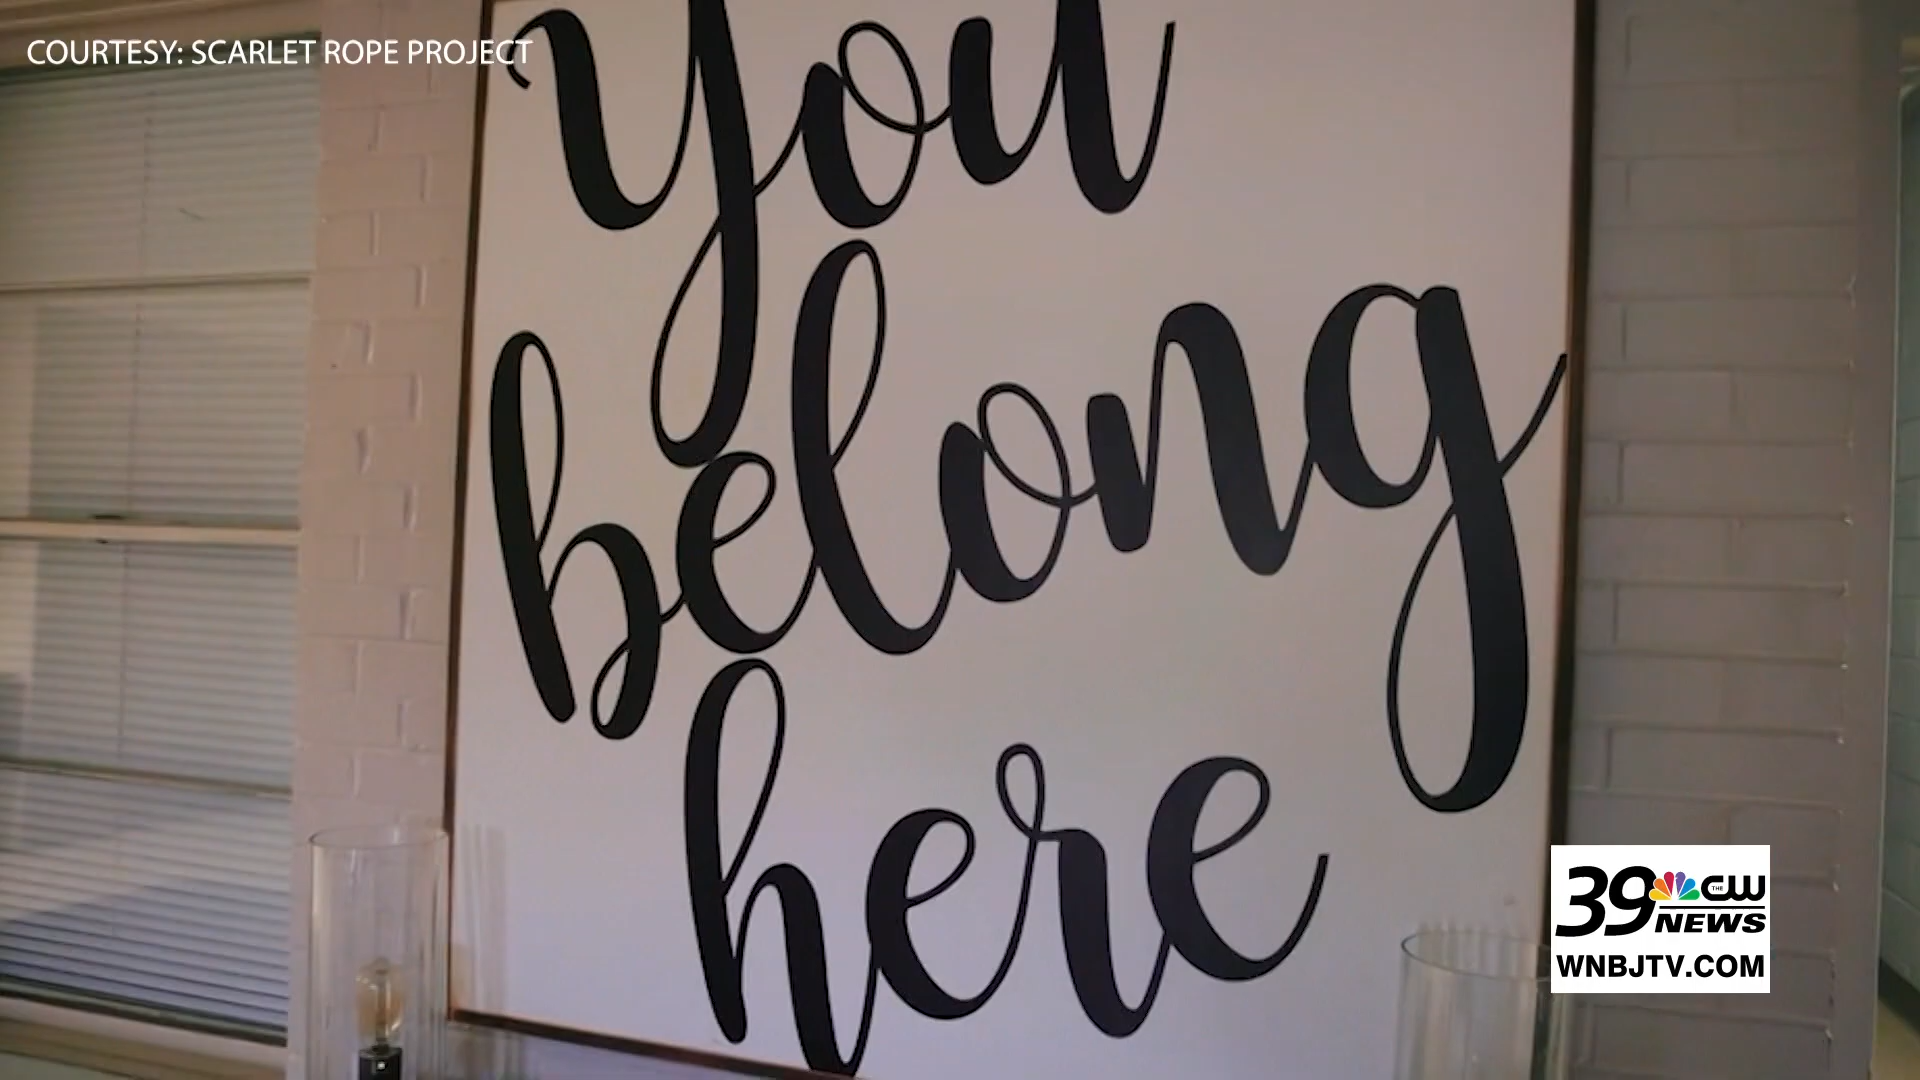 COURTESY: SCARLET ROPE PROJECT
you
belong
here
39 THE CW
NEWS
WNBJTV.COM